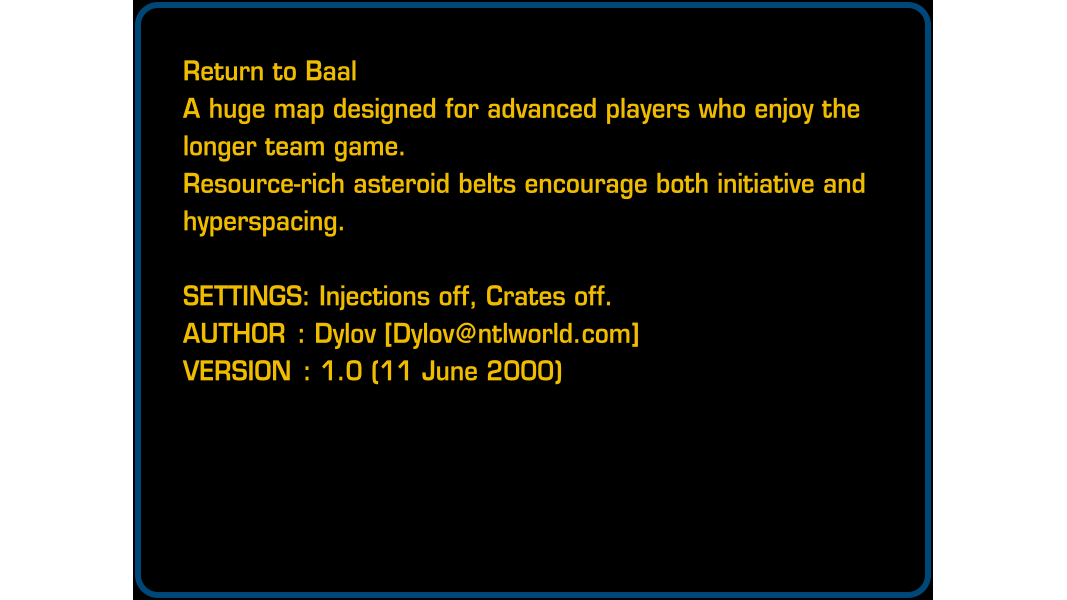 Return to Baal
A huge map designed for advanced players who enjoy the
longer team game.
Resource-rich asteroid belts encourage both initiative and
hyperspacing.
SETTINGS: Injections off, Crates off.
AUTHOR : Dylov [Dylov@ntlworld.com]
VERSION : 1.0 (11 June 2000)